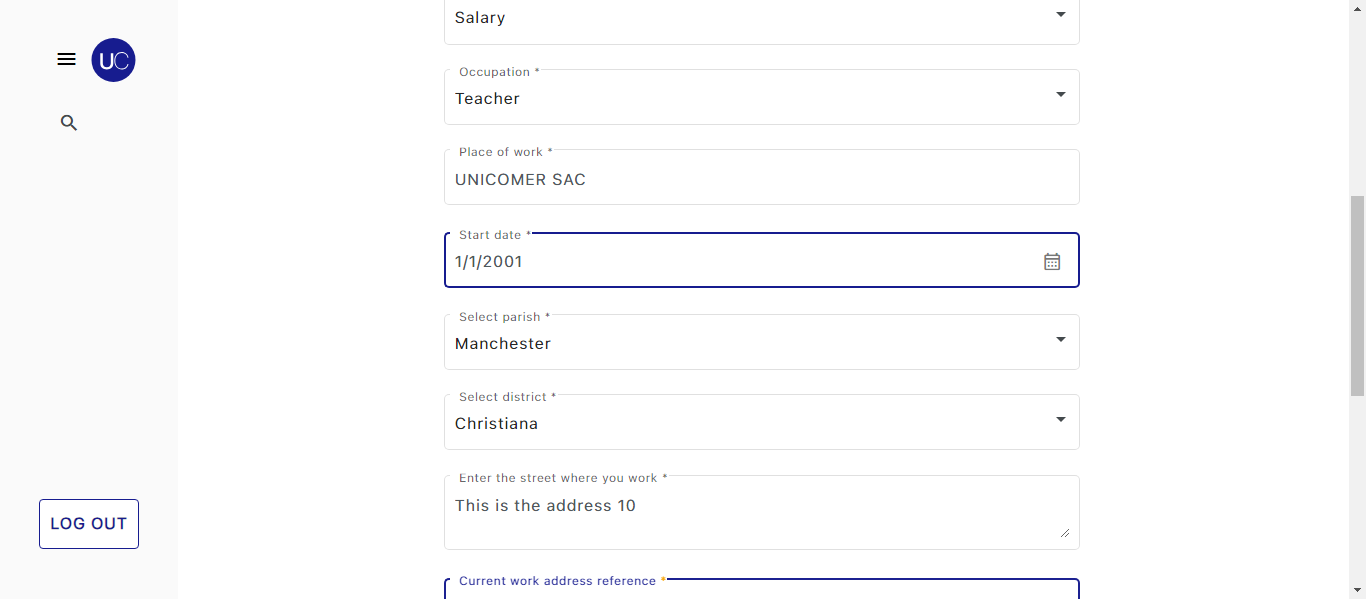 UC
Salary
Occupation *
Teacher
Place of work *
UNICOMER SAC
Start date *
1/1/2001
Select parish *
Manchester
Select district *
Christiana
Enter the street where you work *
This is the address 10
Current work address reference *
LOG OUT